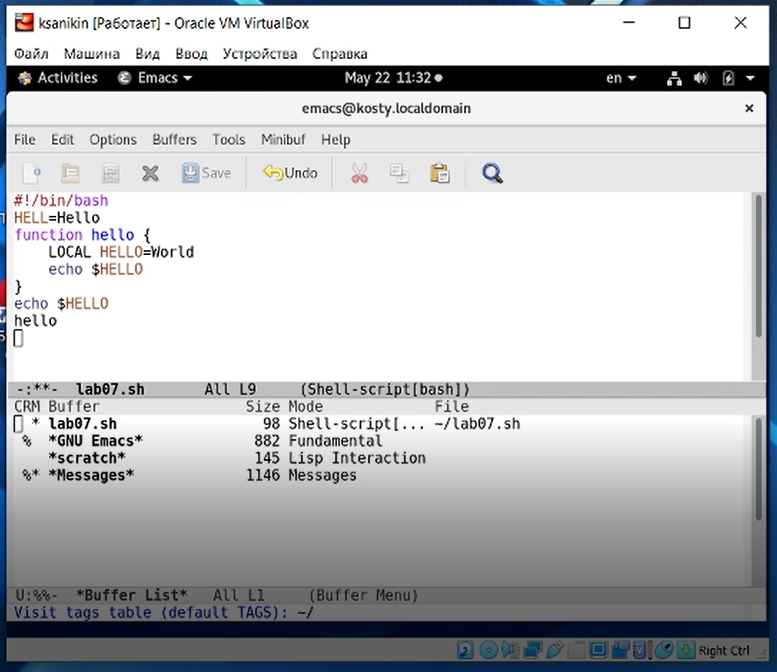 ksanikin [Работает] - Oracle VM VirtualBox
Файл Машина Вид Ввод Устройства Справка
Activities Emacs May 22 11:32 en
emacs@kosty.localdomain
File Edit Options Buffers Tools Minibuf Help
Save Undo
#!/bin/bash
HELL=Hello
function hello {
LOCAL HELLO=World
echo $HELLO
}
echo $HELLO
hello
-:**- lab07.sh All L9 (Shell-script[bash])
CRM Buffer Size Mode File
* lab07.sh 98 Shell-script[... ~/lab07.sh
% *GNU Emacs* 882 Fundamental
*scratch* 145 Lisp Interaction
%* *Messages* 1146 Messages
U:%%- *Buffer List* All L1 (Buffer Menu)
Visit tags table (default TAGS): ~/
Right Ctrl